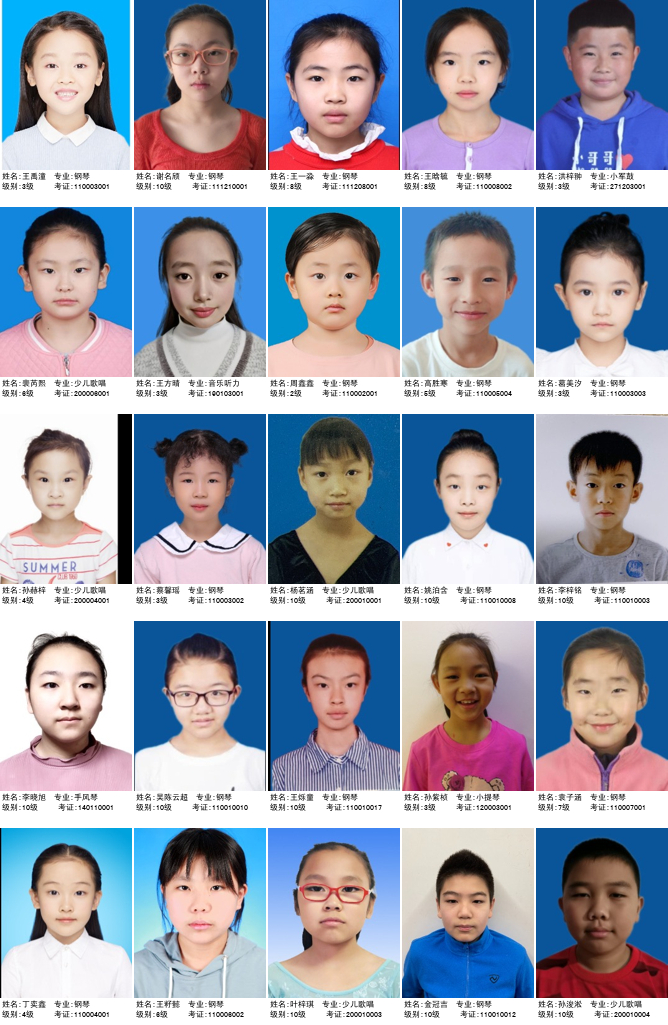 姓名:王禹潼 专业:钢琴
级别:3级 考证:110003001
姓名:谢名颀 专业:钢琴
级别:10级 考证:111210001
姓名:王一淼 专业:钢琴
级别:8级 考证:111208001
姓名:王晗毓 专业:钢琴
级别:8级 考证:110008002
小哥哥
姓名:洪梓翀 专业:小军鼓
级别:3级 考证:271203001
姓名:裴芮熙 专业:少儿歌唱
级别:6级 考证:200006001
姓名:王方晴 专业:音乐听力
级别:3级 考证:190103001
姓名:周鑫鑫 专业:钢琴
级别:2级 考证:110002001
姓名:高胜寒 专业:钢琴
级别:5级 考证:110005004
姓名:葛美汐 专业:钢琴
级别:3级 考证:110003003
SUMMER
姓名:孙赫梓 专业:少儿歌唱
级别:4级 考证:200004001
姓名:蔡馨瑶 专业:钢琴
级别:3级 考证:110003002
姓名:杨茗涵 专业:少儿歌唱
级别:10级 考证:200010001
姓名:姚泊含 专业:钢琴
级别:10级 考证:110010008
姓名:李梓铭 专业:钢琴
级别:10级 考证:110010003
姓名:李晓旭 专业:手风琴
级别:10级 考证:140110001
姓名:吴陈云超 专业:钢琴
级别:10级 考证:110010010
姓名:王烁童 专业:钢琴
级别:10级 考证:110010017
姓名:孙紫桢 专业:小提琴
级别:3级 考证:120003001
姓名:袁子涵 专业:钢琴
级别:7级 考证:110007001
姓名:丁奕鑫 专业:钢琴
级别:4级 考证:110004001
姓名:王籽懿 专业:钢琴
级别:6级 考证:110006002
姓名:叶梓琪 专业:少儿歌唱
级别:10级 考证:200010003
姓名:金冠吉 专业:钢琴
级别:10级 考证:110010012
姓名:孙浚淞 专业:少儿歌唱
级别:10级 考证:200010004